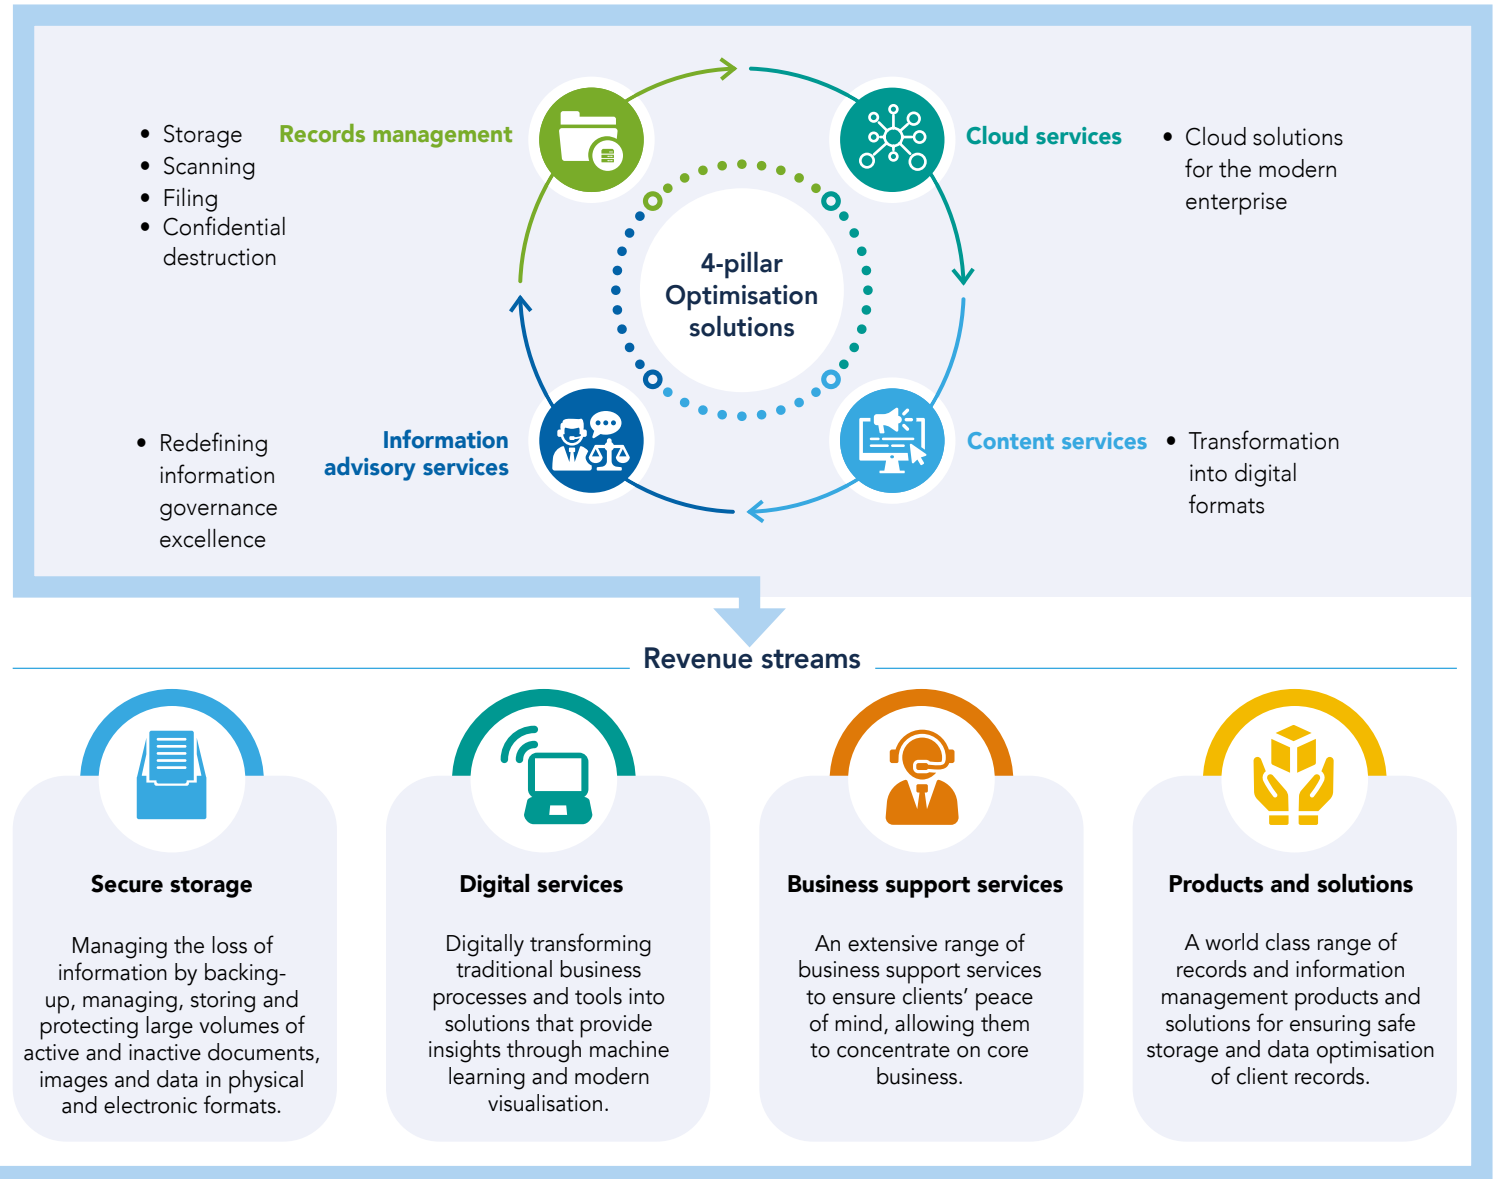 Records management
• Storage
• Scanning
• Filing
• Confidential
destruction
Cloud services
• Cloud solutions
for the modern
enterprise
4-pillar
Optimisation
solutions
Information
advisory services
• Redefining
information
governance
excellence
Content services
• Transformation
into digital
formats
Revenue streams
Secure storage
Managing the loss of
information by backing-
up, managing, storing and
protecting large volumes of
active and inactive documents,
images and data in physical
and electronic formats.
Digital services
Digitally transforming
traditional business
processes and tools into
solutions that provide
insights through machine
learning and modern
visualisation.
Business support services
An extensive range of
business support services
to ensure clients’ peace
of mind, allowing them
to concentrate on core
business.
Products and solutions
A world class range of
records and information
management products and
solutions for ensuring safe
storage and data optimisation
of client records.